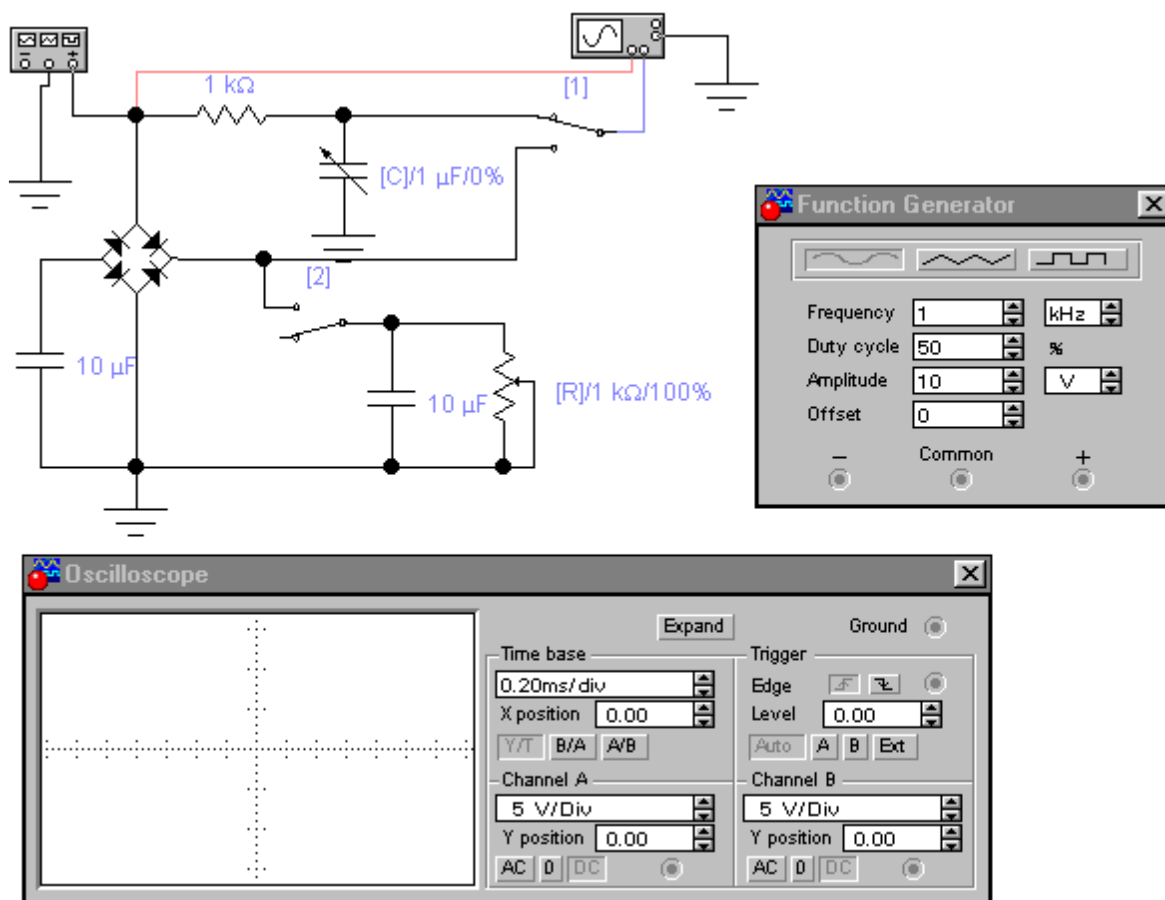 [1]
1 kΩ
[C]/1 µF/0%
[2]
10 µF
10 µF
[R]/1 kΩ/100%
Function Generator
Frequency 1 kHz
Duty cycle 50 %
Amplitude 10 V
Offset 0
− Common +
Oscilloscope
Expand Ground
Time base
0.20ms/div
X position 0.00
Y/T B/A A/B
Trigger
Edge
Level 0.00
Auto A B Ext
Channel A
5 V/Div
Y position 0.00
AC 0 DC
Channel B
5 V/Div
Y position 0.00
AC 0 DC